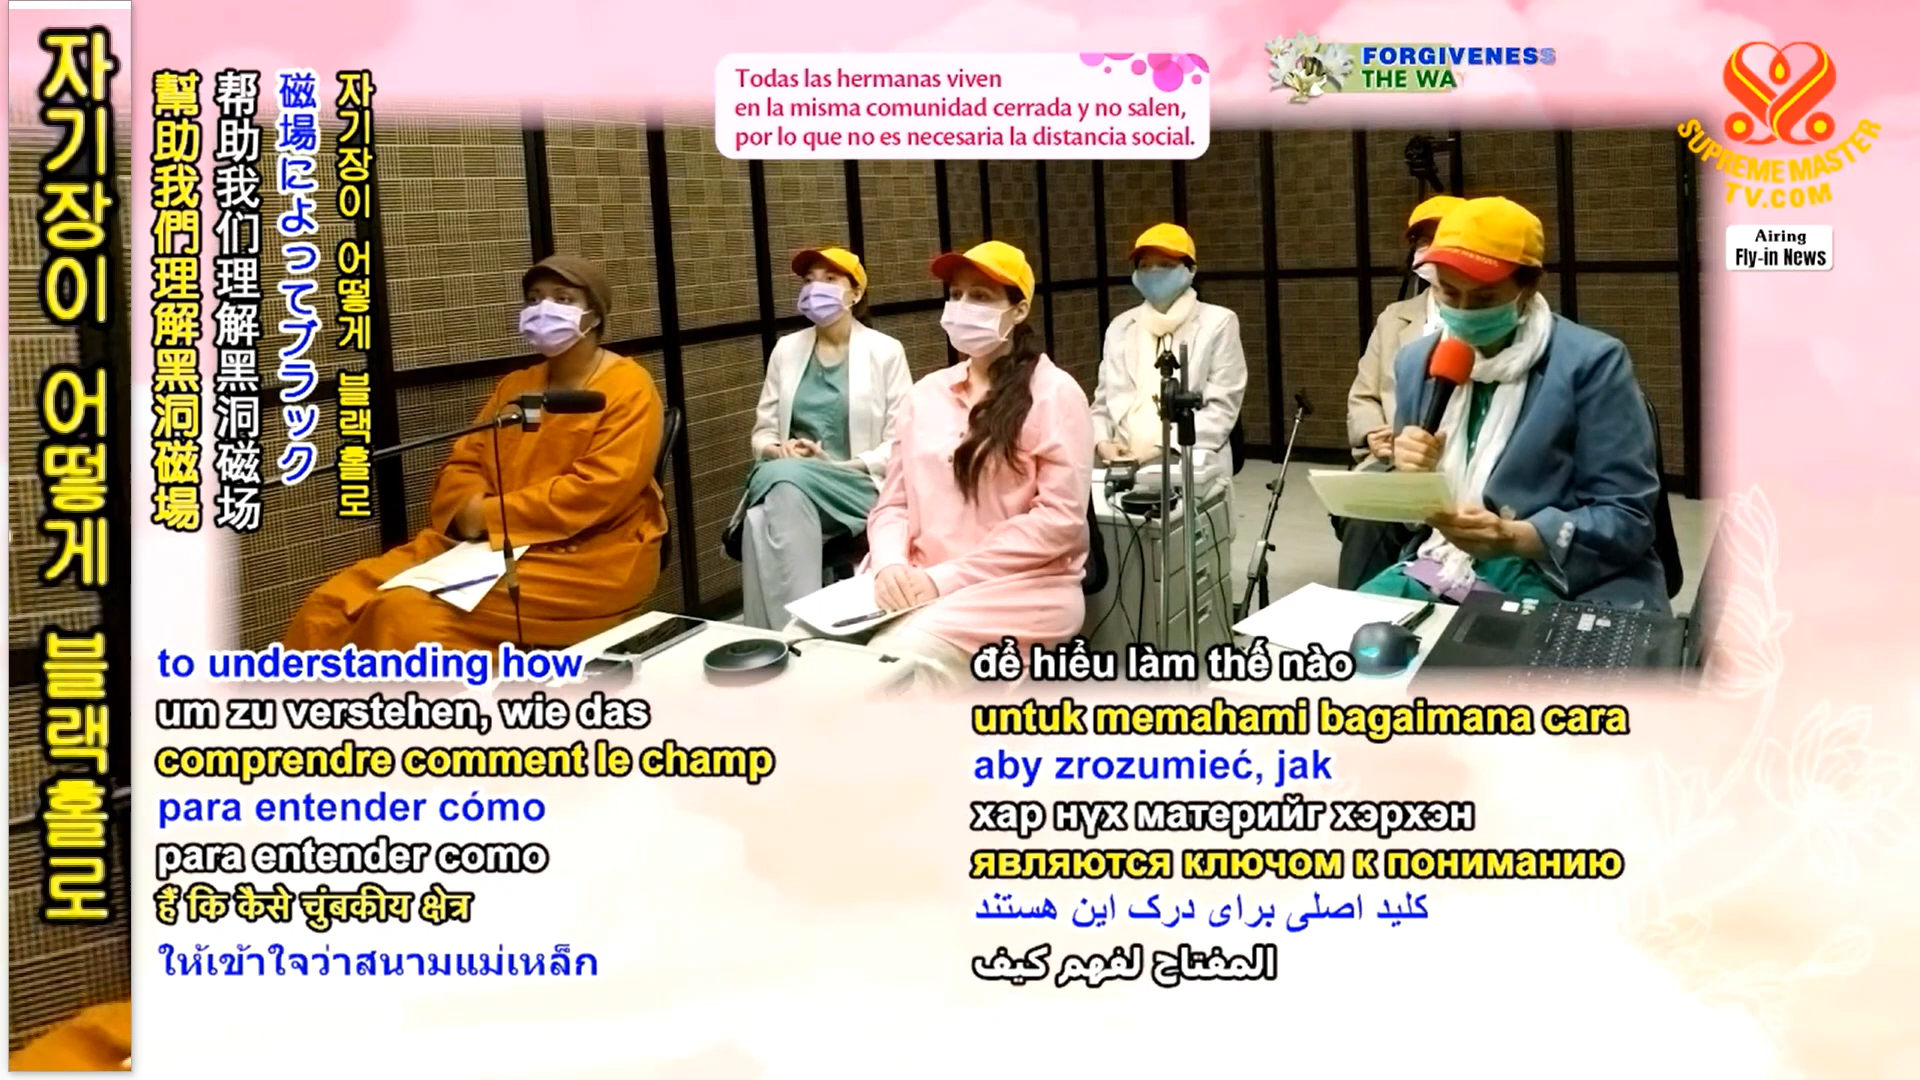 자기장이 어떻게 블랙홀로
幫助我們理解黑洞磁場
帮助我们理解黑洞磁场
磁場によってブラック
자기장이 어떻게 블랙홀로
Todas las hermanas viven
en la misma comunidad cerrada y no salen,
por lo que no es necesaria la distancia social.
FORGIVENESS
THE WA
SUPREME MASTER
TV.COM
Airing
Fly-in News
to understanding how
um zu verstehen, wie das
comprendre comment le champ
para entender cómo
para entender como
हैं कि कैसे चुंबकीय क्षेत्र
ให้เข้าใจว่าสนามแม่เหล็ก
để hiểu làm thế nào
untuk memahami bagaimana cara
aby zrozumieć, jak
хар нүх материйг хэрхэн
являются ключом к пониманию
کلید اصلی برای درک این هستند
المفتاح لفهم كيف